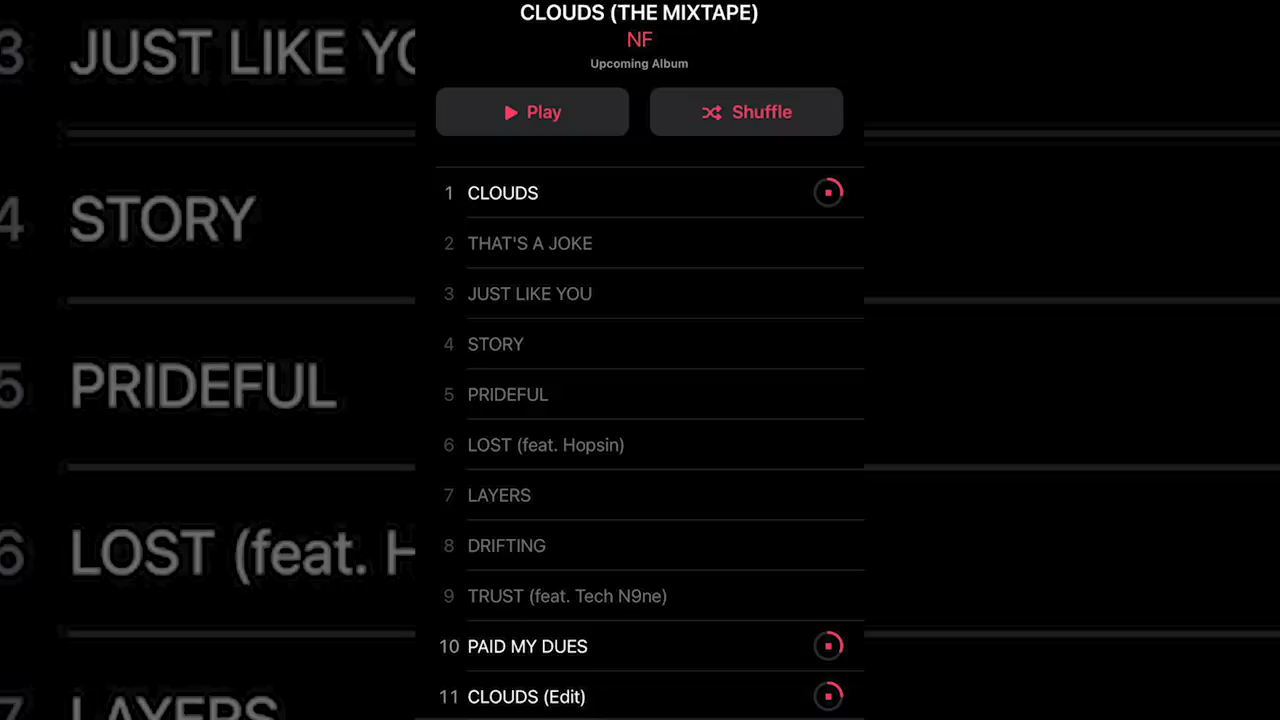 CLOUDS (THE MIXTAPE)
NF
Upcoming Album
Play
Shuffle
1 CLOUDS
2 THAT'S A JOKE
3 JUST LIKE YOU
4 STORY
5 PRIDEFUL
6 LOST (feat. Hopsin)
7 LAYERS
8 DRIFTING
9 TRUST (feat. Tech N9ne)
10 PAID MY DUES
11 CLOUDS (Edit)
3 JUST LIKE YO
4 STORY
5 PRIDEFUL
6 LOST (feat. H
7 LAYERS